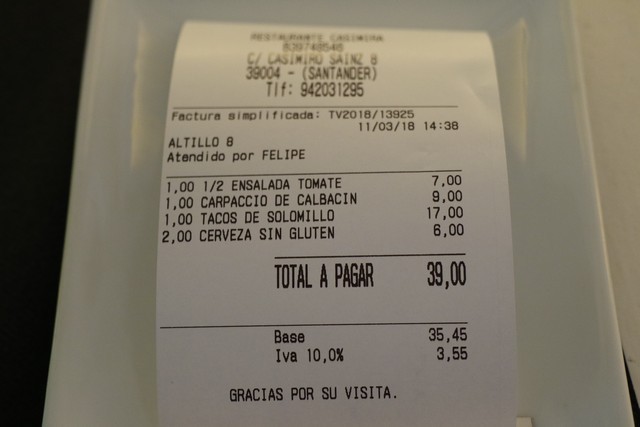 RESTAURANTE CASIMIRA
B39748548
C/ CASIMIRO SAINZ 8
39004 - (SANTANDER)
Tlf: 942031295
Factura simplificada: TV2018/13925
11/03/18 14:38
ALTILLO 8
Atendido por FELIPE
1,00 1/2 ENSALADA TOMATE 7,00
1,00 CARPACCIO DE CALBACIN 9,00
1,00 TACOS DE SOLOMILLO 17,00
2,00 CERVEZA SIN GLUTEN 6,00
TOTAL A PAGAR 39,00
Base 35,45
Iva 10,0% 3,55
GRACIAS POR SU VISITA.